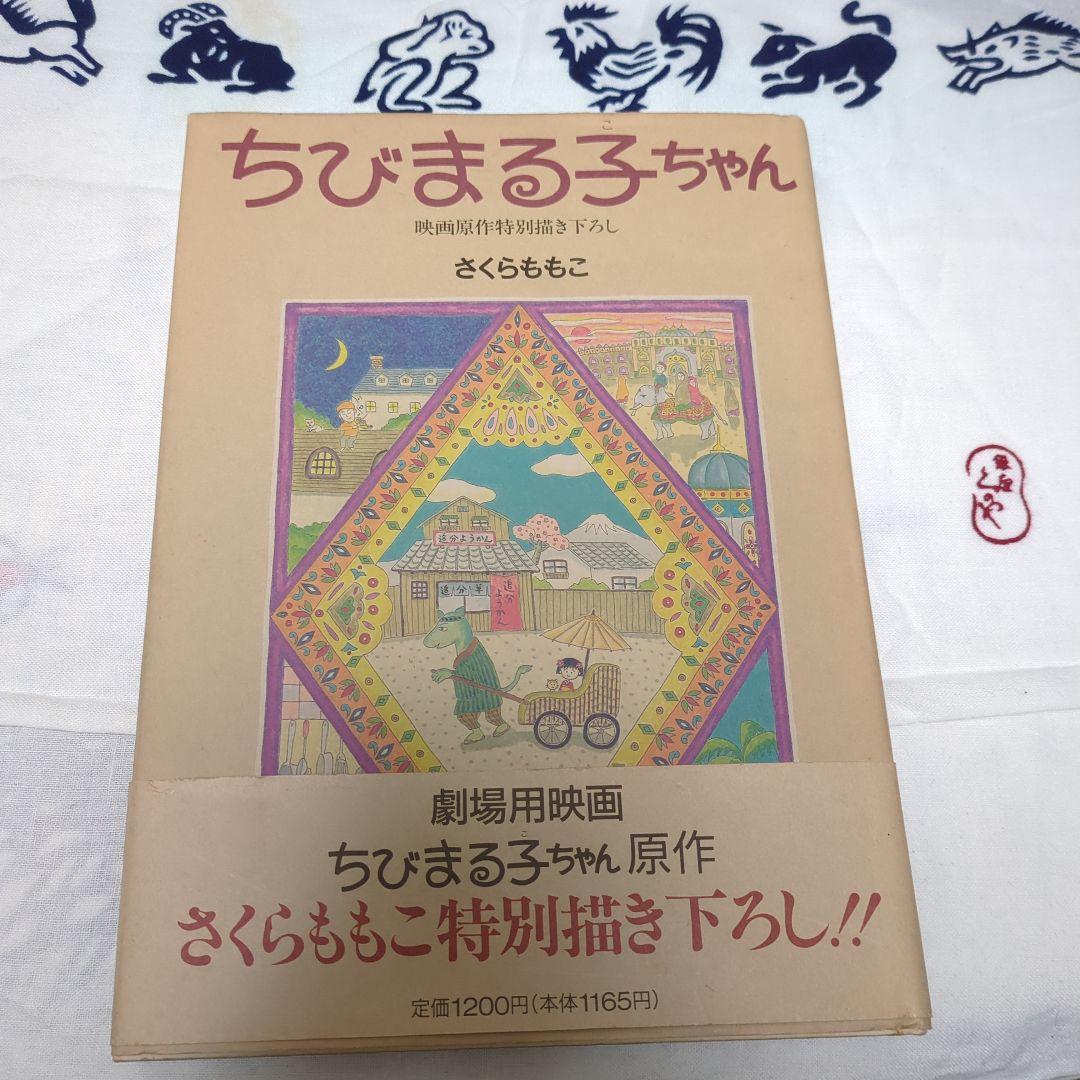 ちびまる子ちゃん
こ
映画原作特別描き下ろし
さくらももこ
追分ようかん
追分羊
追分ようかん
劇場用映画
ちびまる子ちゃん 原作
こ
さくらももこ特別描き下ろし!!
定価1200円(本体1165円)